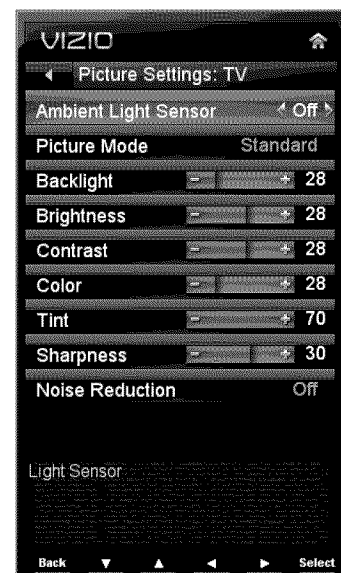 VIZIO
Picture Settings: TV
Ambient Light Sensor Off
Picture Mode Standard
Backlight - + 28
Brightness - + 28
Contrast - + 28
Color - + 28
Tint - + 70
Sharpness - + 30
Noise Reduction Off
Light Sensor
Back Select